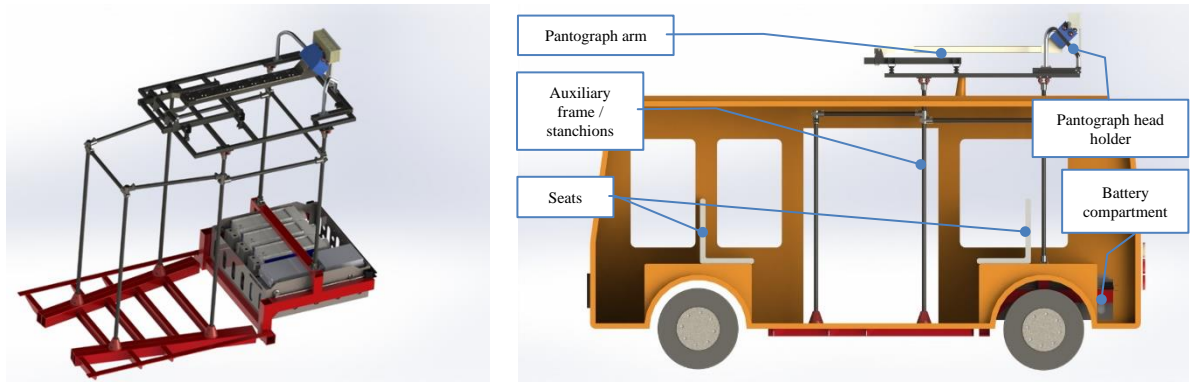 Pantograph arm
Auxiliary
frame /
stanchions
Seats
Pantograph head
holder
Battery
compartment